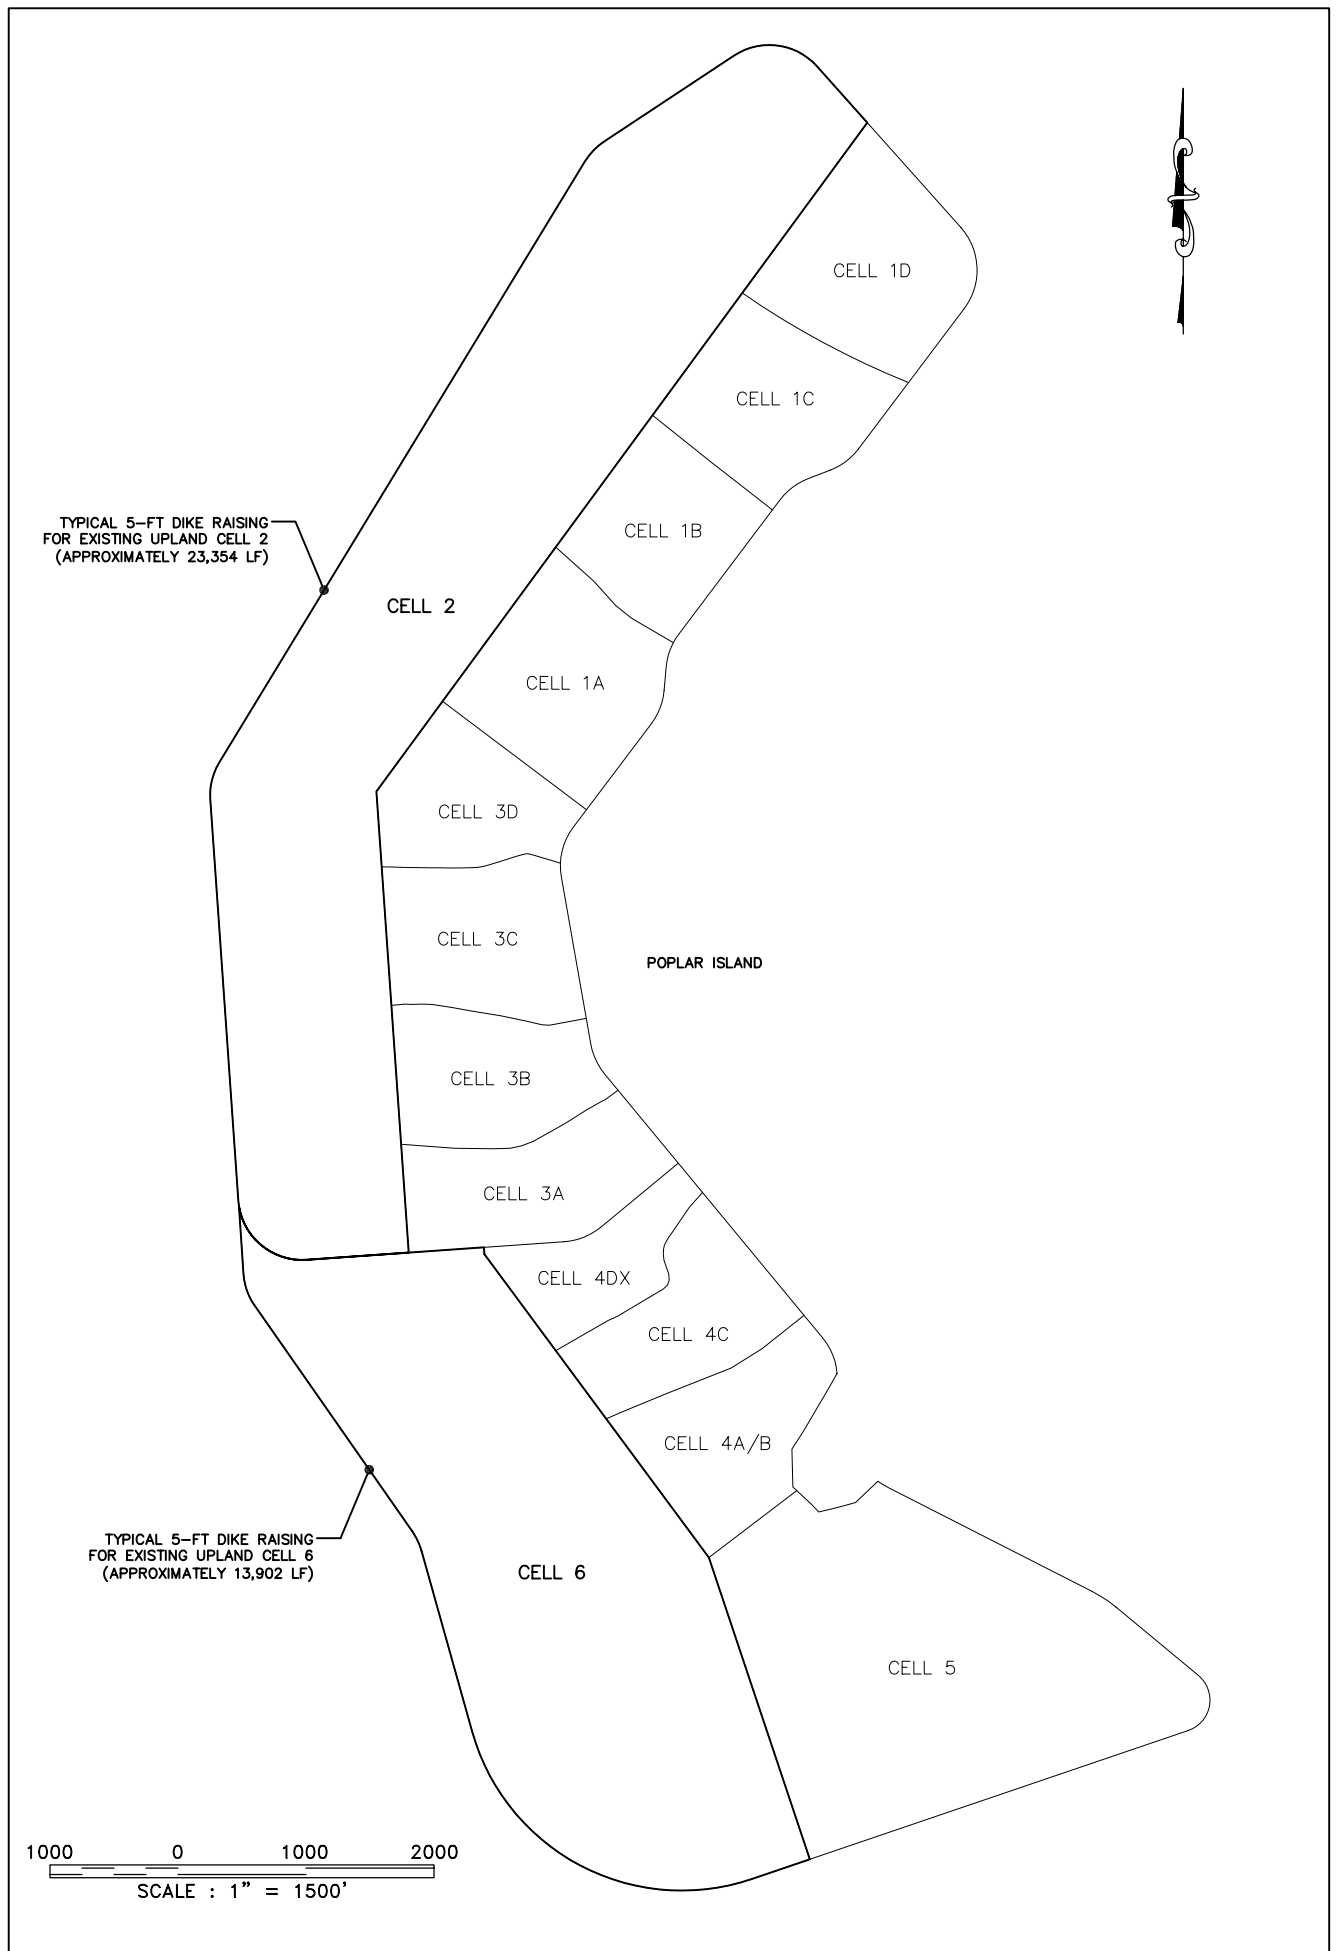 CELL 1D
CELL 1C
TYPICAL 5-FT DIKE RAISING
FOR EXISTING UPLAND CELL 2
(APPROXIMATELY 23,354 LF)
CELL 1B
CELL 2
CELL 1A
CELL 3D
CELL 3C
POPLAR ISLAND
CELL 3B
CELL 3A
CELL 4DX
CELL 4C
CELL 4A/B
TYPICAL 5-FT DIKE RAISING
FOR EXISTING UPLAND CELL 6
(APPROXIMATELY 13,902 LF)
CELL 6
CELL 5
1000 0 1000 2000
SCALE : 1" = 1500'